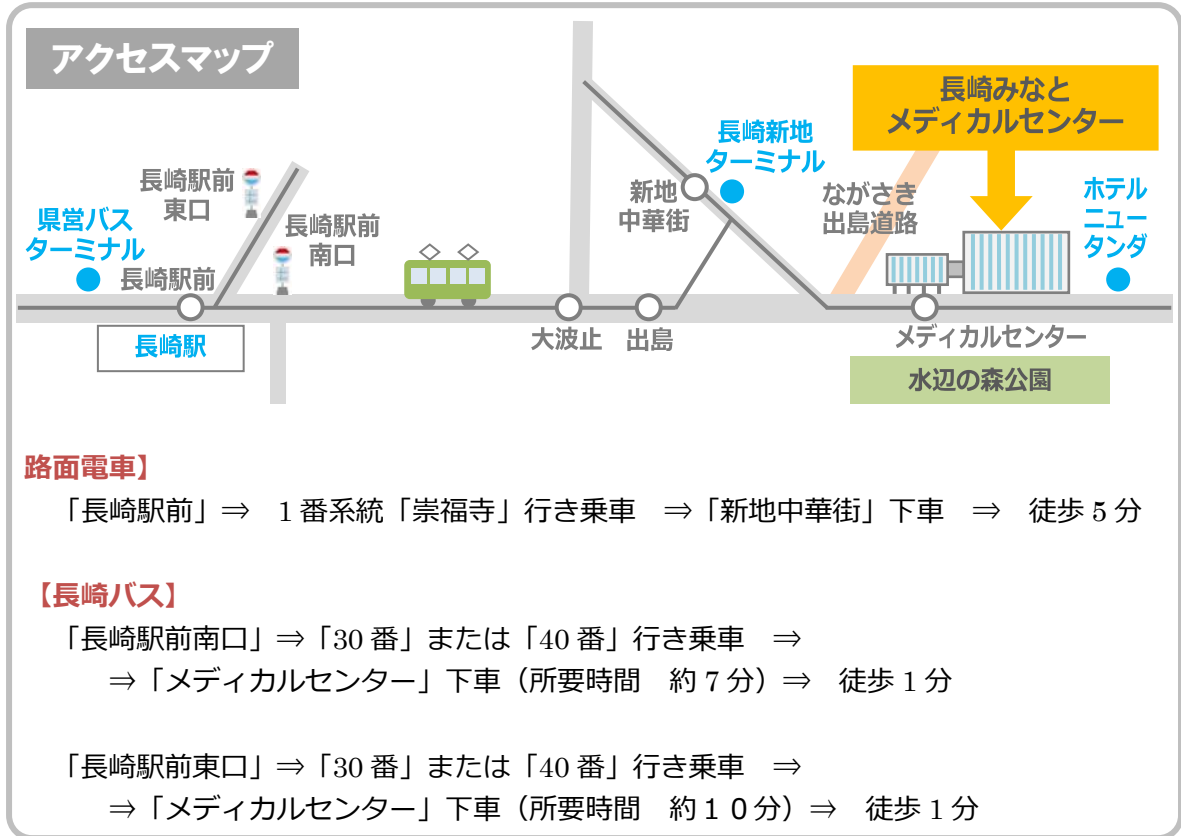 アクセスマップ
長崎みなと
メディカルセンター
長崎新地
ターミナル
長崎駅前
東口
新地
中華街
ながさき
出島道路
ホテル
ニュー
タンダ
県営バス
ターミナル
長崎駅前
南口
長崎駅前
長崎駅
大波止
出島
メディカルセンター
水辺の森公園
路面電車】
「長崎駅前」⇒　1 番系統「崇福寺」行き乗車　⇒「新地中華街」下車　⇒　徒歩 5 分
【長崎バス】
「長崎駅前南口」⇒「30 番」または「40 番」行き乗車　⇒
⇒「メディカルセンター」下車（所要時間　約 7 分）⇒　徒歩 1 分
「長崎駅前東口」⇒「30 番」または「40 番」行き乗車　⇒
⇒「メディカルセンター」下車（所要時間　約１０分）⇒　徒歩 1 分